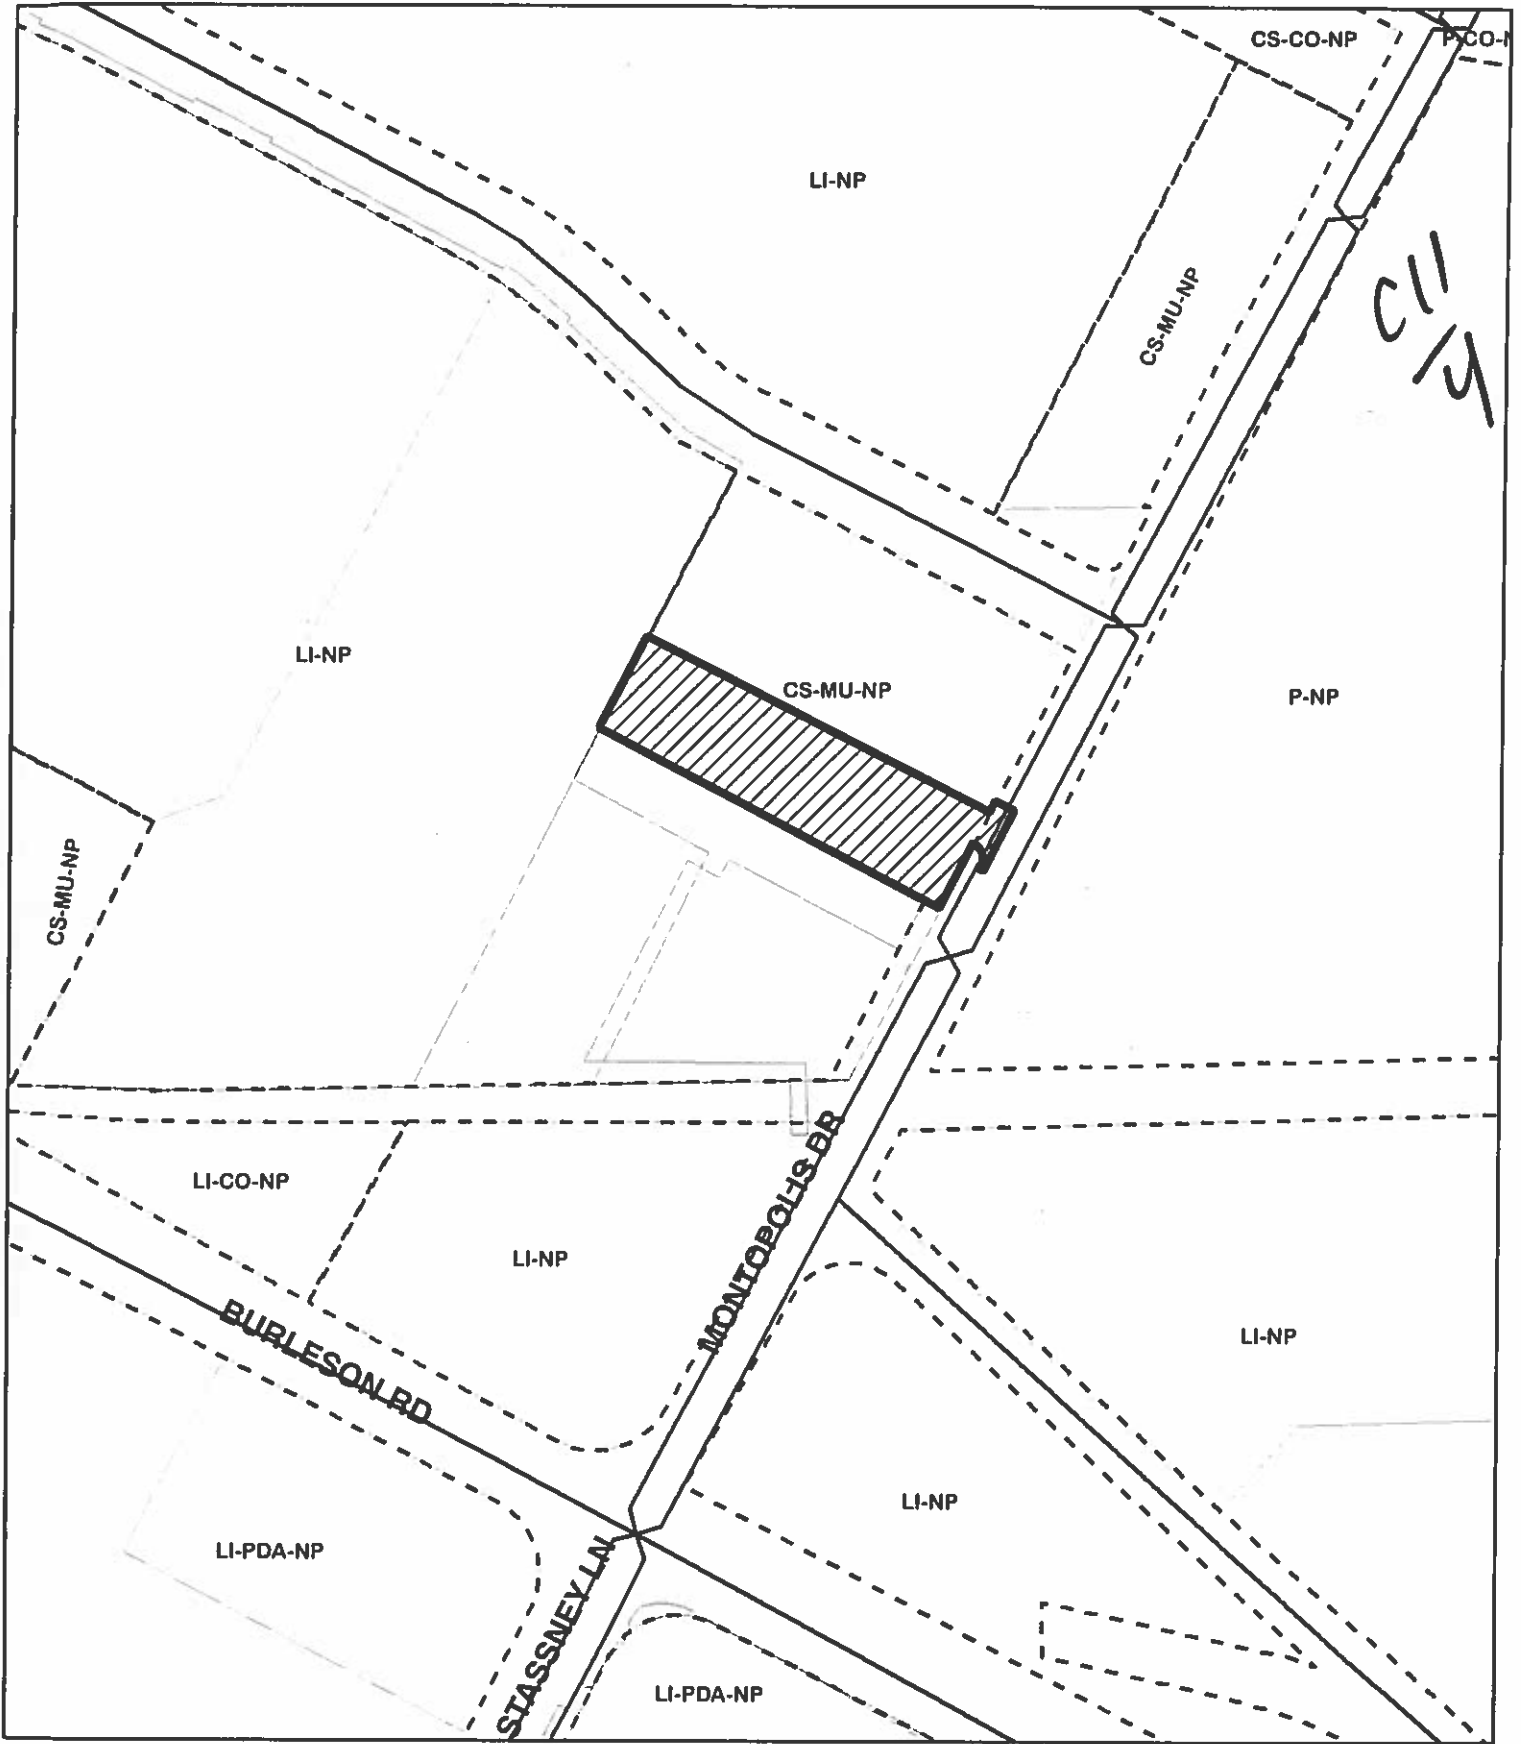 CS-CO-NP
P-CO-N
LI-NP
CS-MU-NP
C11
14
LI-NP
CS-MU-NP
P-NP
CS-MU-NP
LI-CO-NP
LI-NP
MONTOPOLIS DR
BURLESON RD
LI-NP
LI-NP
LI-PDA-NP
STASSNEY LN
LI-PDA-NP